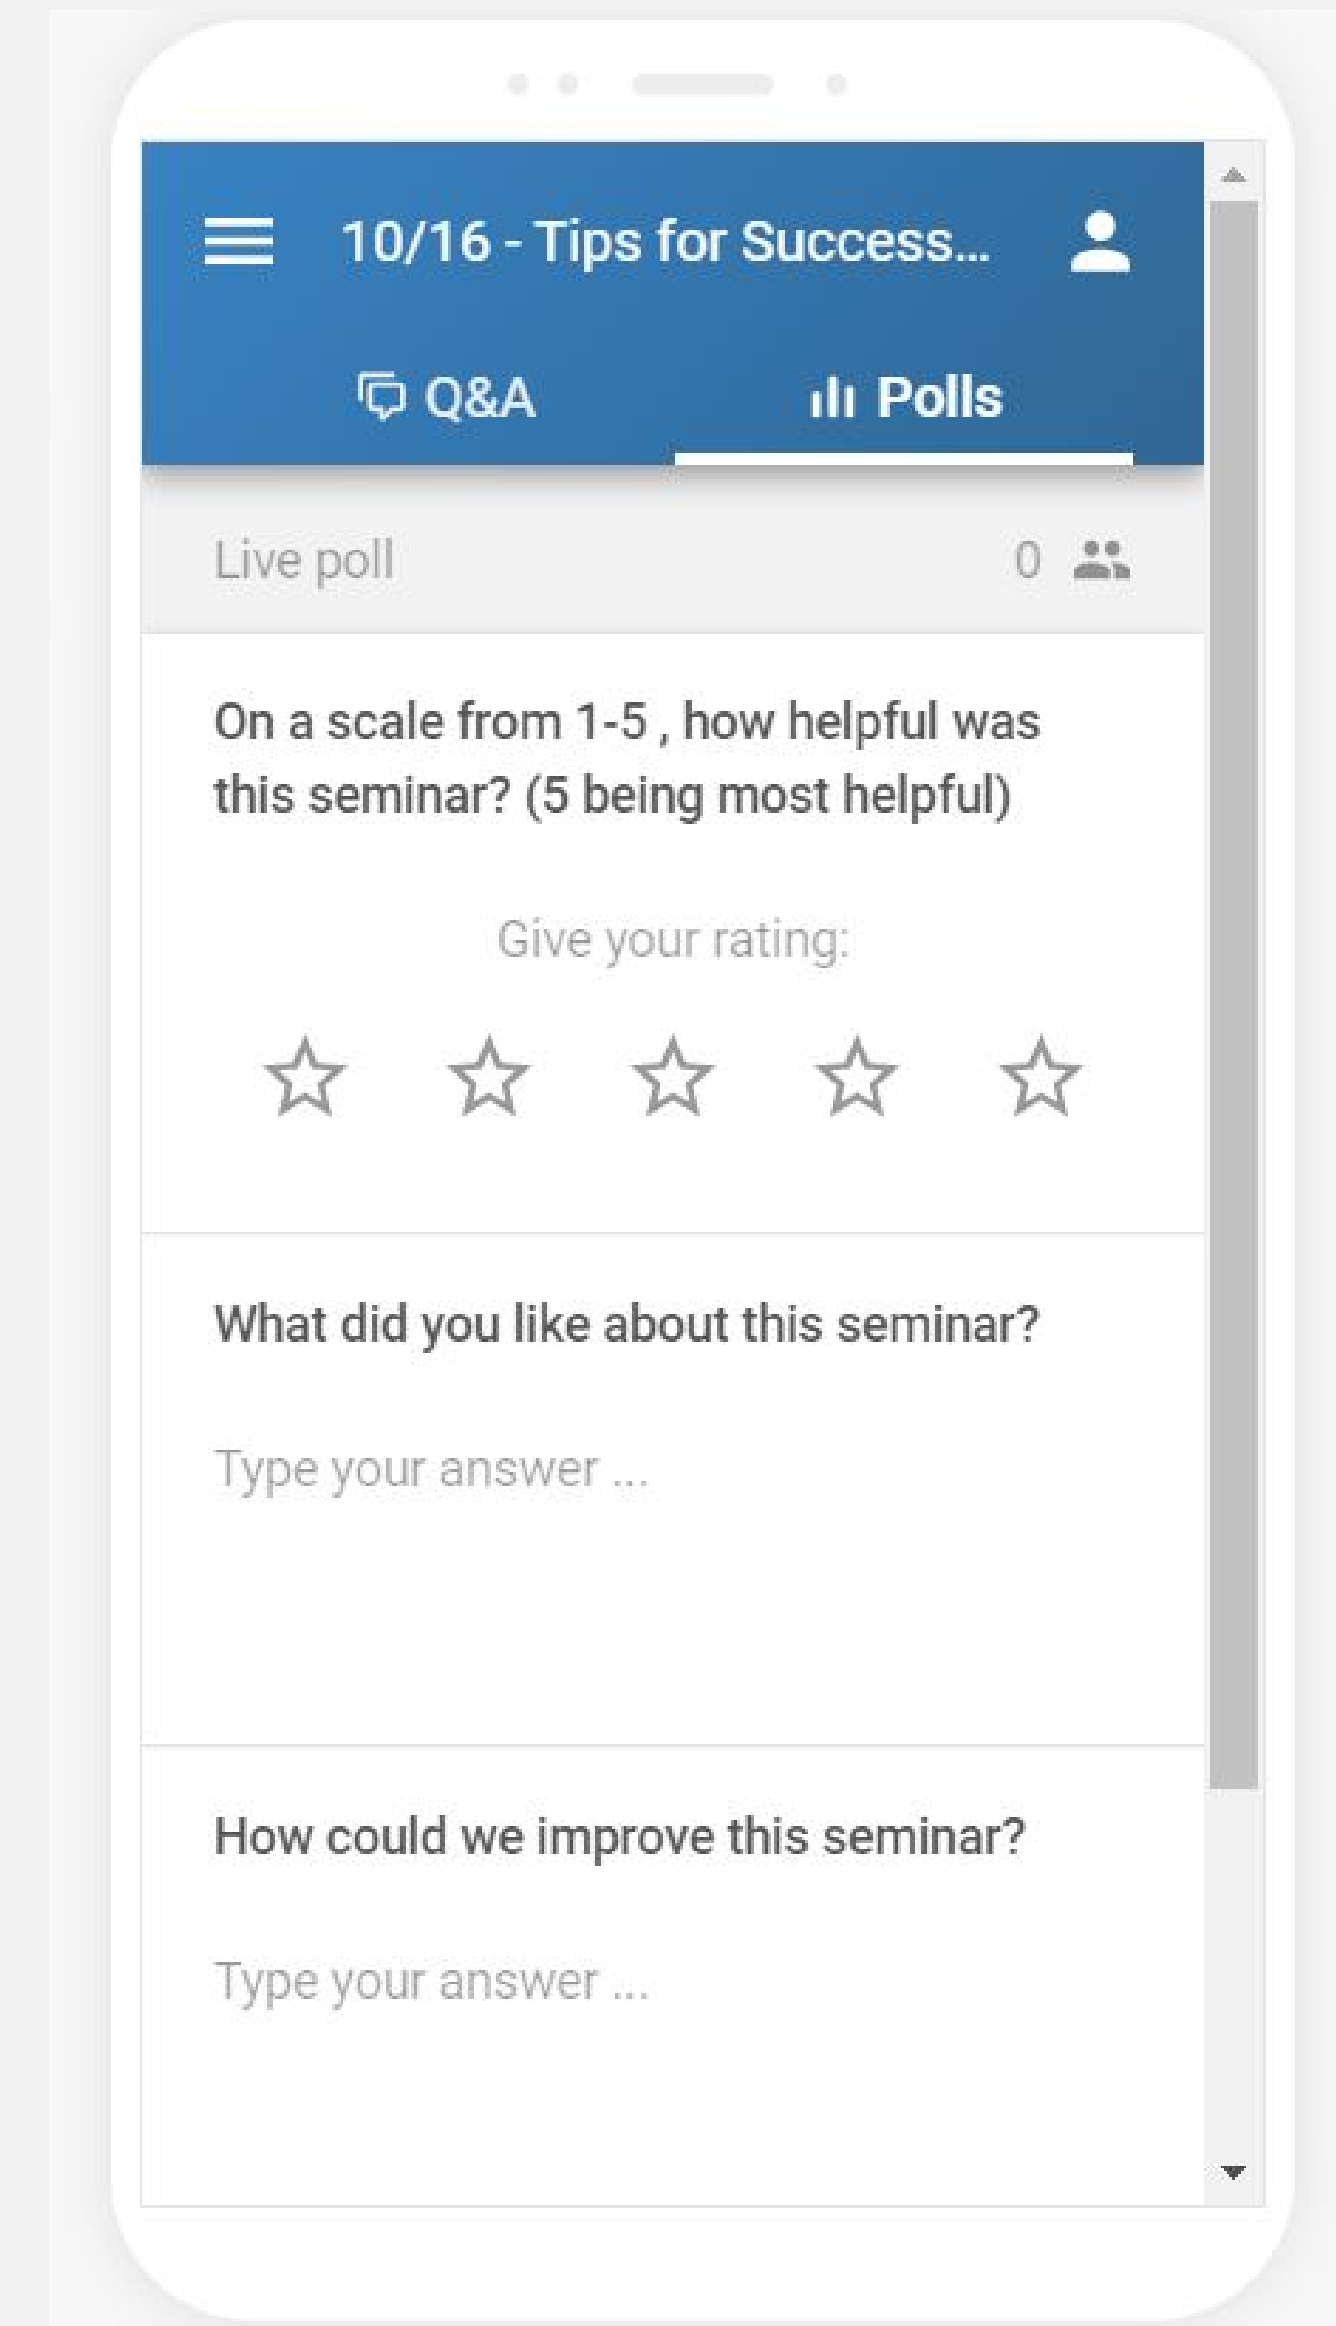 10/16 - Tips for Success...
Q&A
Polls
Live poll
0
On a scale from 1-5 , how helpful was
this seminar? (5 being most helpful)
Give your rating:
What did you like about this seminar?
Type your answer ...
How could we improve this seminar?
Type your answer ...